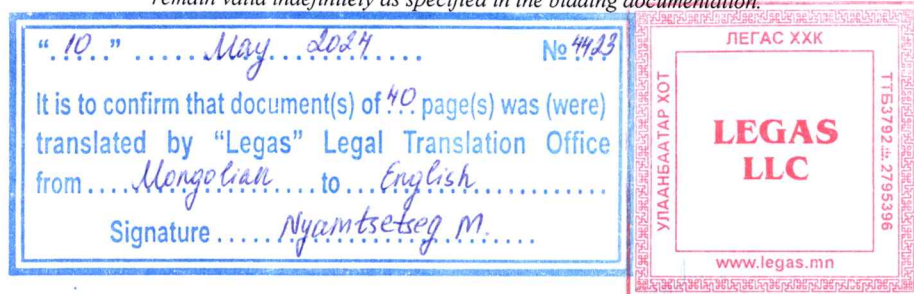 remain valid indefinitely as specified in the bidding documentation.
“ .10. ” ..... May .. 2024 ........... № 4423
It is to confirm that document(s) of 40 page(s) was (were)
translated by “Legas” Legal Translation Office
from .... Mongolian .... to ... English ............
Signature ...... Nyamtsetseg M. .......
ЛЕГАС ХХК
УЛААНБААТАР ХОТ
LEGAS
LLC
ТТБ3792 ..:. 2795396
www.legas.mn